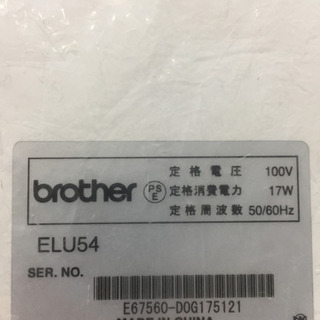 brother
PS
E
定格電圧 100V
定格消費電力 17W
定格周波数 50/60Hz
ELU54
SER. NO.
E67560-D0G175121
MADE IN CHINA